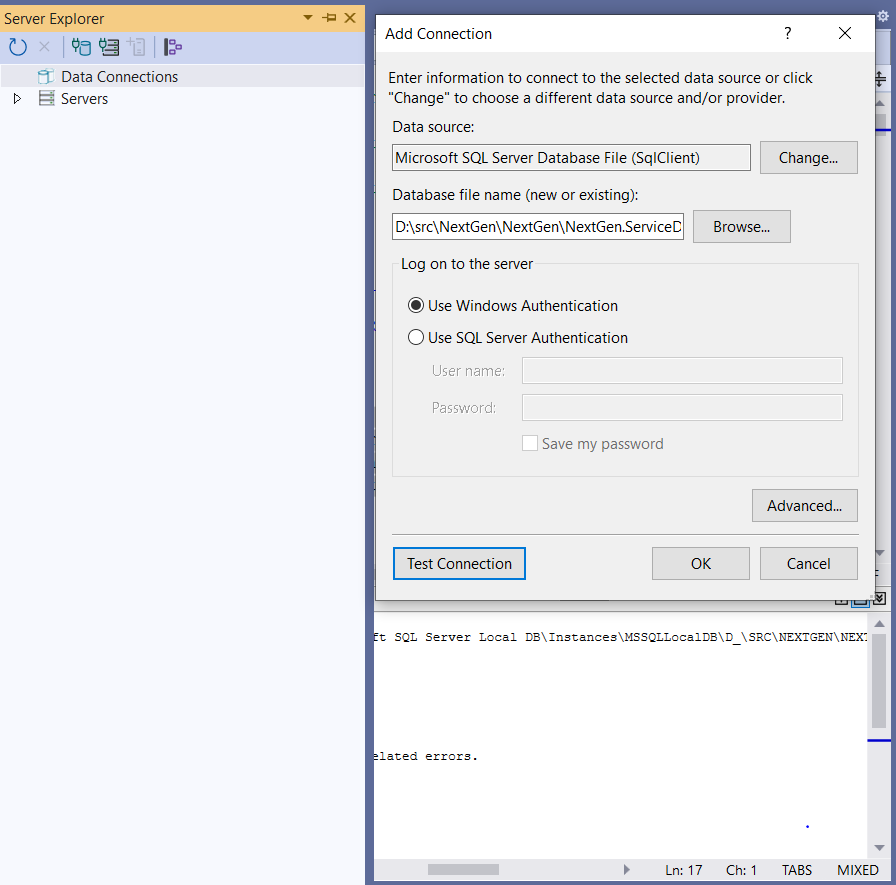 Server Explorer
Data Connections
Servers
Add Connection
?
Enter information to connect to the selected data source or click
"Change" to choose a different data source and/or provider.
Data source:
Microsoft SQL Server Database File (SqlClient)
Change...
Database file name (new or existing):
D:\src\NextGen\NextGen\NextGen.ServiceD
Browse...
Log on to the server
Use Windows Authentication
Use SQL Server Authentication
User name:
Password:
Save my password
Advanced...
Test Connection
OK
Cancel
ft SQL Server Local DB\Instances\MSSQLLocalDB\D_\SRC\NEXTGEN\NEXT
elated errors.
Ln: 17 Ch: 1 TABS MIXED